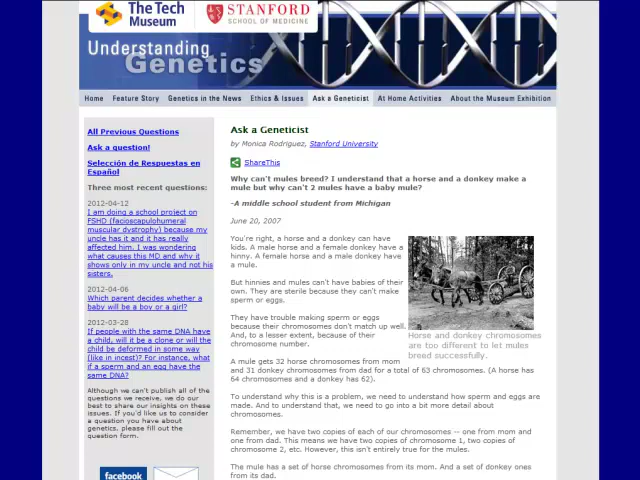 The Tech
Museum
STANFORD
SCHOOL OF MEDICINE
Understanding
Genetics
Home Feature Story Genetics in the News Ethics & Issues Ask a Geneticist At Home Activities About the Museum Exhibition
All Previous Questions
Ask a question!
Selección de Respuestas en
Español
Three most recent questions:
2012-04-12
I am doing a school project on
FSHD (facioscapulohumeral
muscular dystrophy) because my
uncle has it and it has really
affected him. I was wondering
what causes this MD and why it
shows only in my uncle and not his
sisters.
2012-04-06
Which parent decides whether a
baby will be a boy or a girl?
2012-03-28
If people with the same DNA have
a child, will it be a clone or will the
child be deformed in some way
(like in incest)? For instance, what
if a sperm and an egg have the
same DNA?
Although we can't publish all of the
questions we receive, we do our
best to share our insights on these
issues. If you'd like us to consider
a question you have about
genetics, please fill out the
question form.
facebook
Ask a Geneticist
by Monica Rodriguez, Stanford University
ShareThis
Why can't mules breed? I understand that a horse and a donkey make a
mule but why can't 2 mules have a baby mule?
-A middle school student from Michigan
June 20, 2007
You're right, a horse and a donkey can have
kids. A male horse and a female donkey have a
hinny. A female horse and a male donkey have
a mule.
But hinnies and mules can't have babies of their
own. They are sterile because they can't make
sperm or eggs.
They have trouble making sperm or eggs
because their chromosomes don't match up well.
And, to a lesser extent, because of their
chromosome number.
Horse and donkey chromosomes
are too different to let mules
breed successfully.
A mule gets 32 horse chromosomes from mom
and 31 donkey chromosomes from dad for a total of 63 chromosomes. (A horse has
64 chromosomes and a donkey has 62).
To understand why this is a problem, we need to understand how sperm and eggs are
made. And to understand that, we need to go into a bit more detail about
chromosomes.
Remember, we have two copies of each of our chromosomes -- one from mom and
one from dad. This means we have two copies of chromosome 1, two copies of
chromosome 2, etc. However, this isn't entirely true for the mules.
The mule has a set of horse chromosomes from its mom. And a set of donkey ones
from its dad.